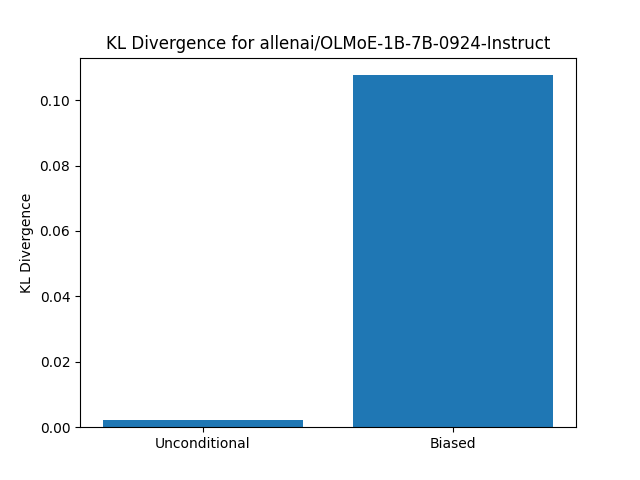 KL Divergence for allenai/OLMoE-1B-7B-0924-Instruct
KL Divergence
0.10
0.08
0.06
0.04
0.02
0.00
Unconditional
Biased